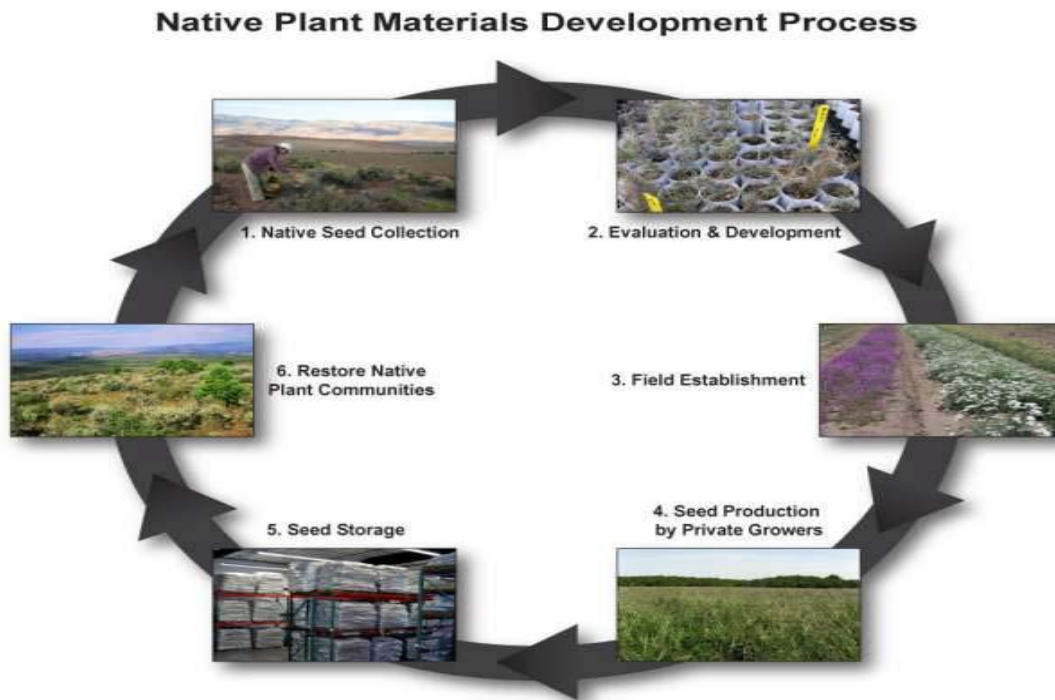 Native Plant Materials Development Process
1. Native Seed Collection
2. Evaluation & Development
3. Field Establishment
4. Seed Production
by Private Growers
5. Seed Storage
6. Restore Native
Plant Communities